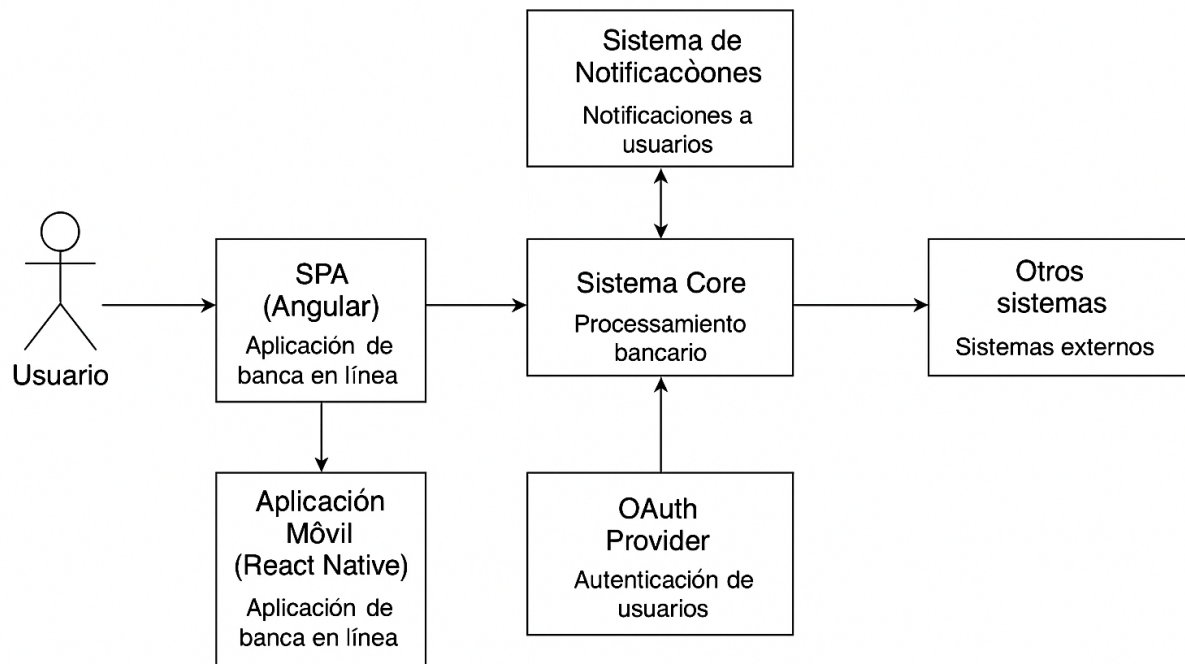 Sistema de
Notificacòones
Notificaciones a
usuarios
Usuario
SPA
(Angular)
Aplicación de
banca en línea
Sistema Core
Processamiento
bancario
Otros
sistemas
Sistemas externos
Aplicación
Môvil
(React Native)
Aplicación de
banca en línea
OAuth
Provider
Autenticación de
usuarios